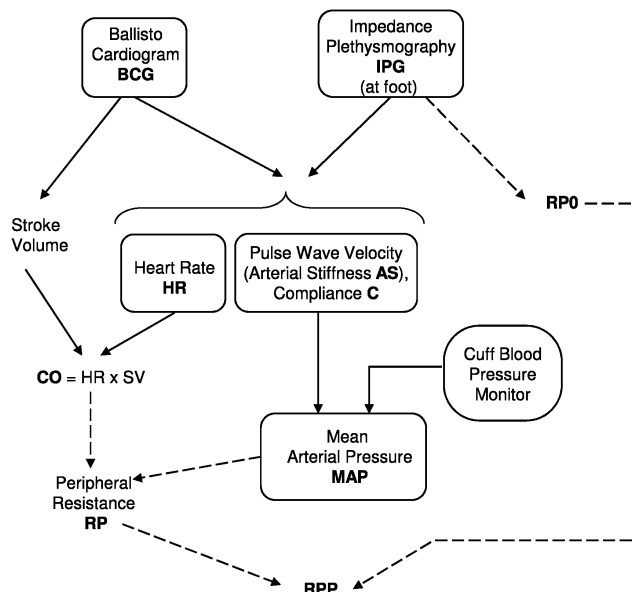 Ballisto
Cardiogram
BCG
Impedance
Plethysmography
IPG
(at foot)
RP0
Stroke
Volume
Heart Rate
HR
Pulse Wave Velocity
(Arterial Stiffness AS),
Compliance C
Cuff Blood
Pressure
Monitor
CO = HR x SV
Mean
Arterial Pressure
MAP
Peripheral
Resistance
RP
RPP